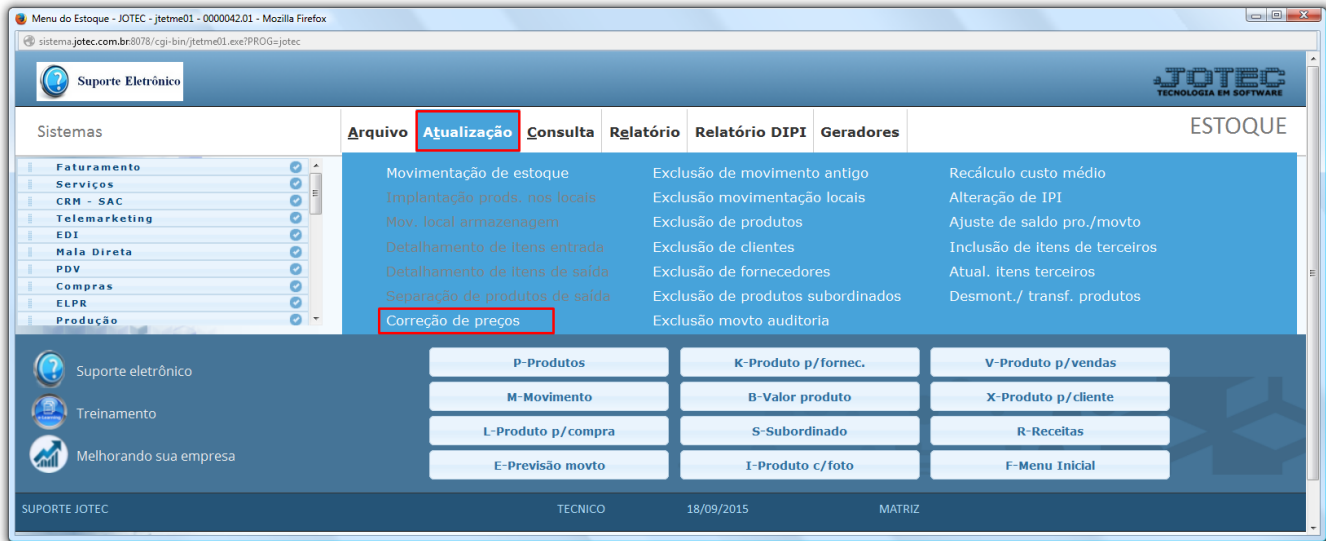 Menu do Estoque - JOTEC - jtetme01 - 0000042.01 - Mozilla Firefox
sistema.jotec.com.br:8078/cgi-bin/jtetme01.exe?PROG=jotec
Suporte Eletrônico
JOTEC
TECNOLOGIA EM SOFTWARE
Sistemas
Arquivo Atualização Consulta Relatório Relatório DIPI Geradores
ESTOQUE
Faturamento
Serviços
CRM - SAC
Telemarketing
EDI
Mala Direta
PDV
Compras
ELPR
Produção
Movimentação de estoque
Implantação prods. nos locais
Mov. local armazenagem
Detalhamento de itens entrada
Detalhamento de itens de saída
Separação de produtos de saída
Correção de preços
Exclusão de movimento antigo
Exclusão movimentação locais
Exclusão de produtos
Exclusão de clientes
Exclusão de fornecedores
Exclusão de produtos subordinados
Exclusão movto auditoria
Recálculo custo médio
Alteração de IPI
Ajuste de saldo pro./movto
Inclusão de itens de terceiros
Atual. itens terceiros
Desmont./ transf. produtos
Suporte eletrônico
Treinamento
Melhorando sua empresa
P-Produtos K-Produto p/fornec. V-Produto p/vendas
M-Movimento B-Valor produto X-Produto p/cliente
L-Produto p/compra S-Subordinado R-Receitas
E-Previsão movto I-Produto c/foto F-Menu Inicial
SUPORTE JOTEC TECNICO 18/09/2015 MATRIZ